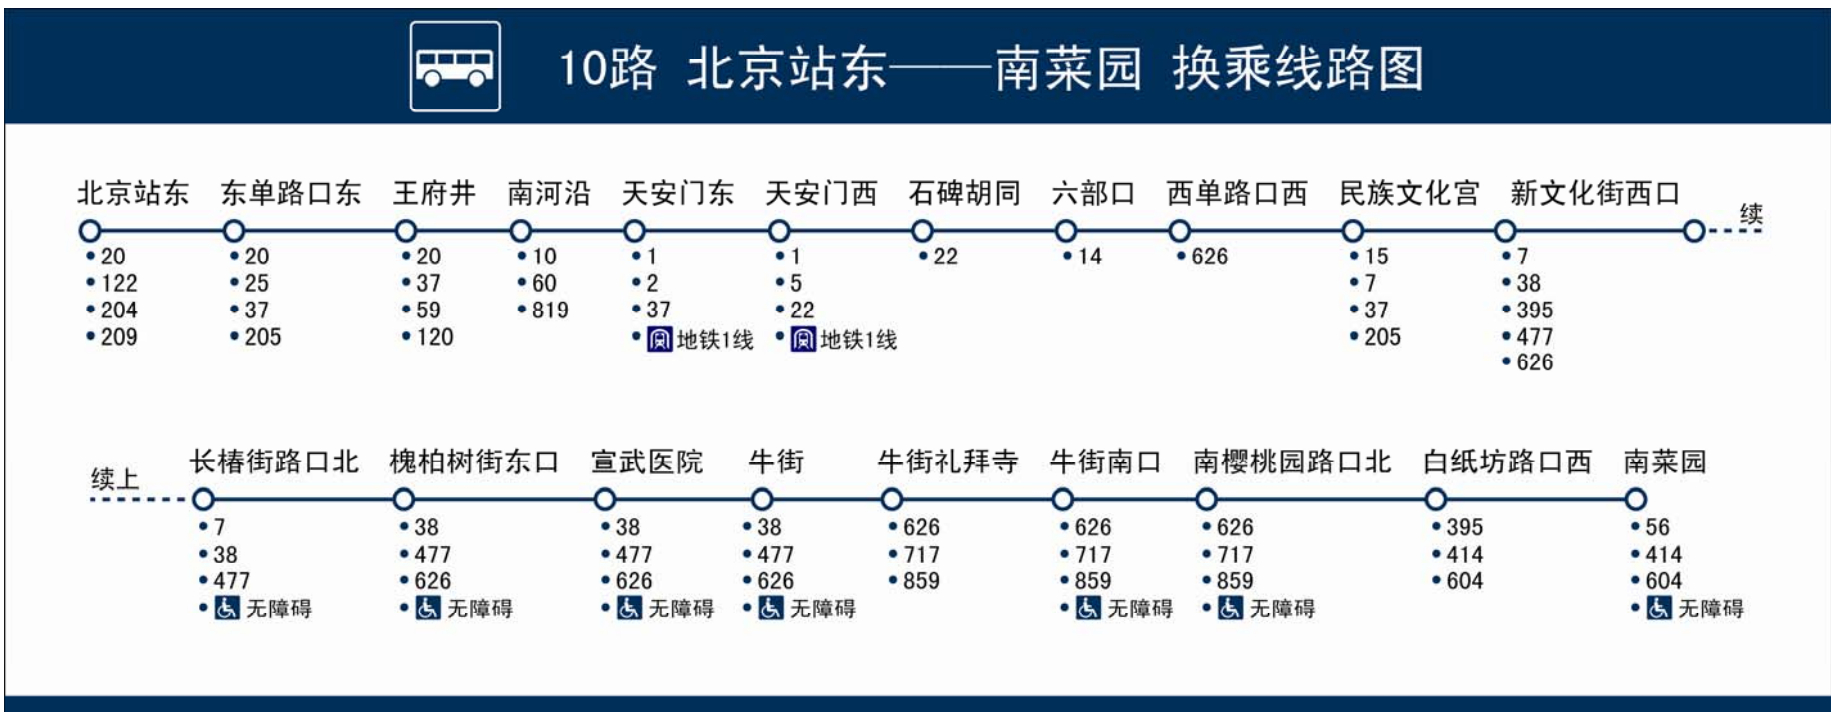 10路 北京站东——南菜园 换乘线路图
北京站东 东单路口东 王府井 南河沿 天安门东 天安门西 石碑胡同 六部口 西单路口西 民族文化宫 新文化街西口
续
20 20 20 10 1 1 22 14 626 15 7
122 25 37 60 2 5 7 38
204 37 59 819 37 22 37 395
209 205 120 地铁1线 地铁1线 205 477
626
长椿街路口北 槐柏树街东口 宣武医院 牛街 牛街礼拜寺 牛街南口 南樱桃园路口北 白纸坊路口西 南菜园
续上
7 38 38 38 626 626 626 395 56
38 477 477 477 717 717 717 414 414
477 626 626 626 859 859 859 604 604
无障碍 无障碍 无障碍 无障碍 无障碍 无障碍 无障碍